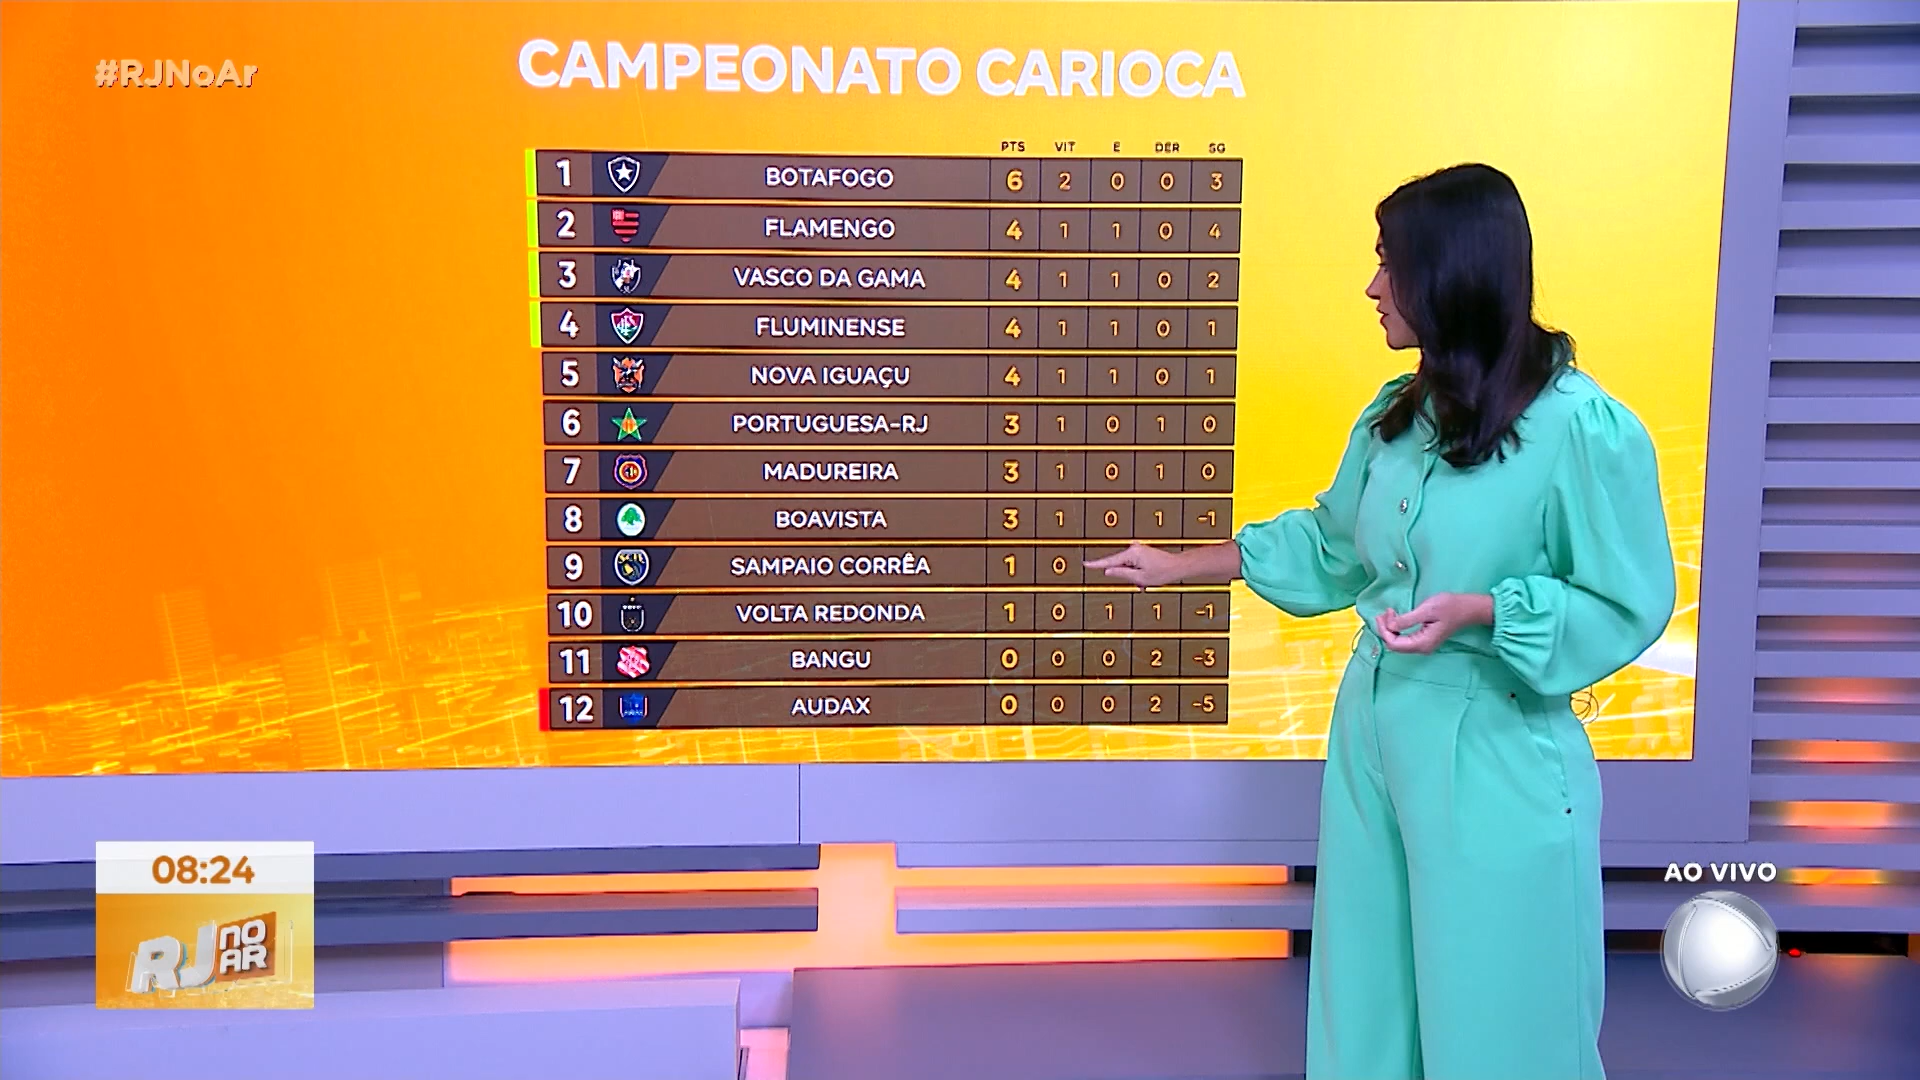 #RJNoAr
CAMPEONATO CARIOCA
PTS VIT E DER SG
1 BOTAFOGO 6 2 0 0 3
2 FLAMENGO 4 1 1 0 4
3 VASCO DA GAMA 4 1 1 0 2
4 FLUMINENSE 4 1 1 0 1
5 NOVA IGUAÇU 4 1 1 0 1
6 PORTUGUESA-RJ 3 1 0 1 0
7 MADUREIRA 3 1 0 1 0
8 BOAVISTA 3 1 0 1 -1
9 SAMPAIO CORRÊA 1 0
10 VOLTA REDONDA 1 0 1 1 -1
11 BANGU 0 0 0 2 -3
12 AUDAX 0 0 0 2 -5
08:24
RJ NO AR
AO VIVO